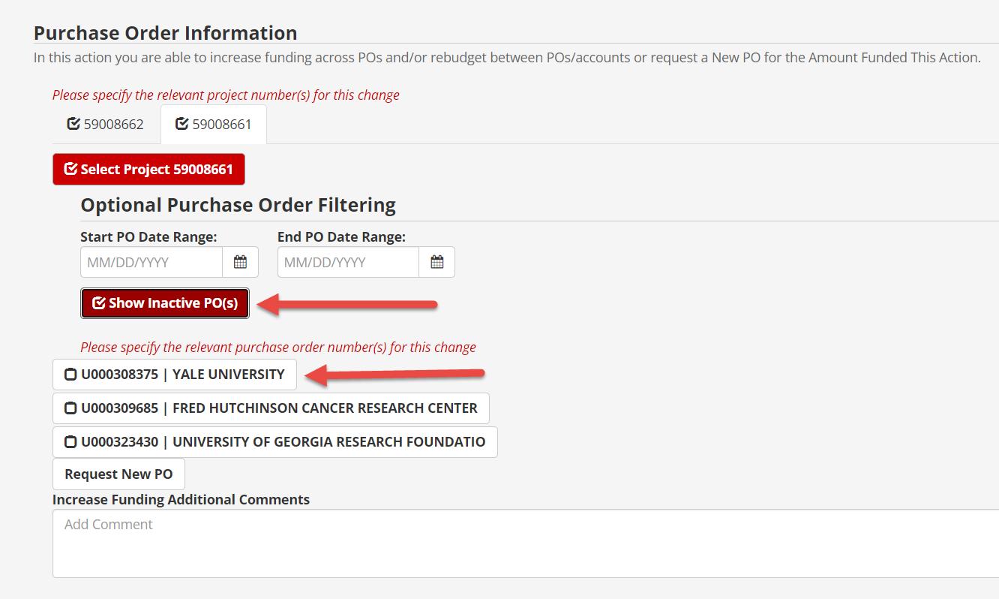 Purchase Order Information
In this action you are able to increase funding across POs and/or rebudget between POs/accounts or request a New PO for the Amount Funded This Action.
Please specify the relevant project number(s) for this change
59008662 59008661
Select Project 59008661
Optional Purchase Order Filtering
Start PO Date Range: End PO Date Range:
MM/DD/YYYY MM/DD/YYYY
Show Inactive PO(s)
Please specify the relevant purchase order number(s) for this change
U000308375 | YALE UNIVERSITY
U000309685 | FRED HUTCHINSON CANCER RESEARCH CENTER
U000323430 | UNIVERSITY OF GEORGIA RESEARCH FOUNDATIO
Request New PO
Increase Funding Additional Comments
Add Comment